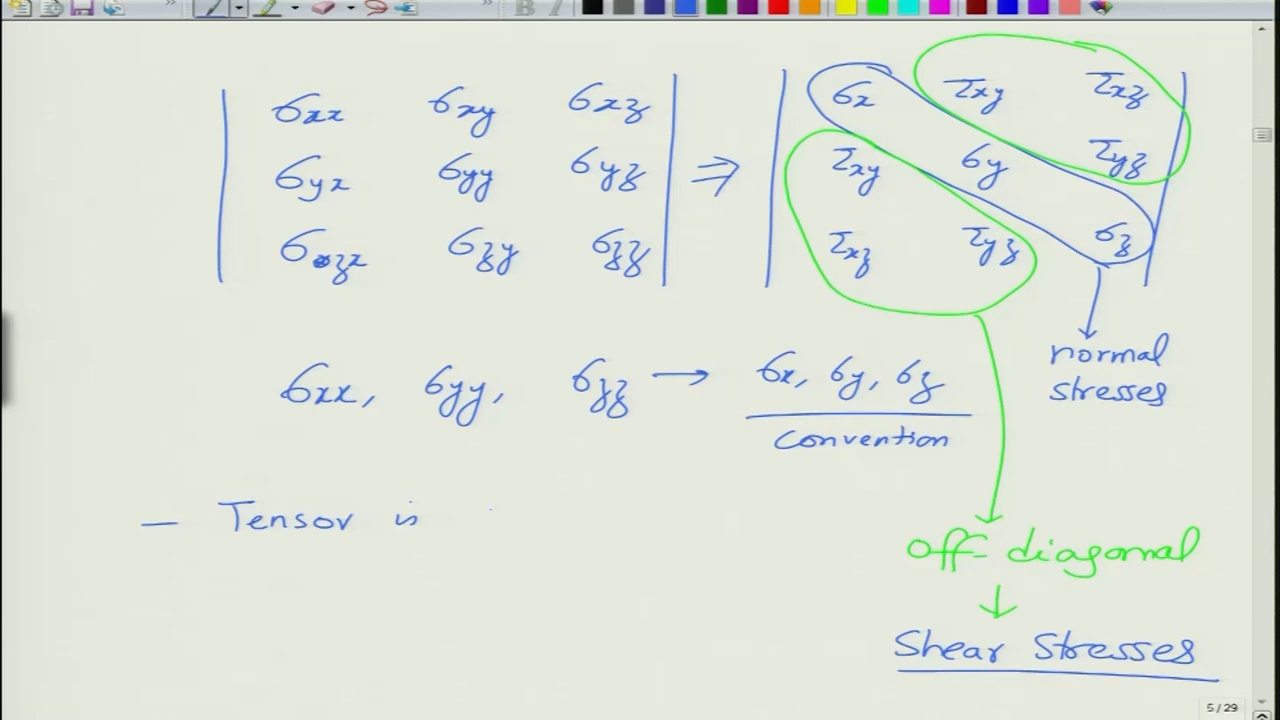 σxx σxy σxz σx τxy τxz
σyx σyy σyz ⇒ τxy σy τyz
σzx σzy σzz τxz τyz σz
σxx, σyy, σzz → σx, σy, σz
convention
normal
stresses
– Tensor is
off-diagonal
↓
Shear Stresses
5 / 29